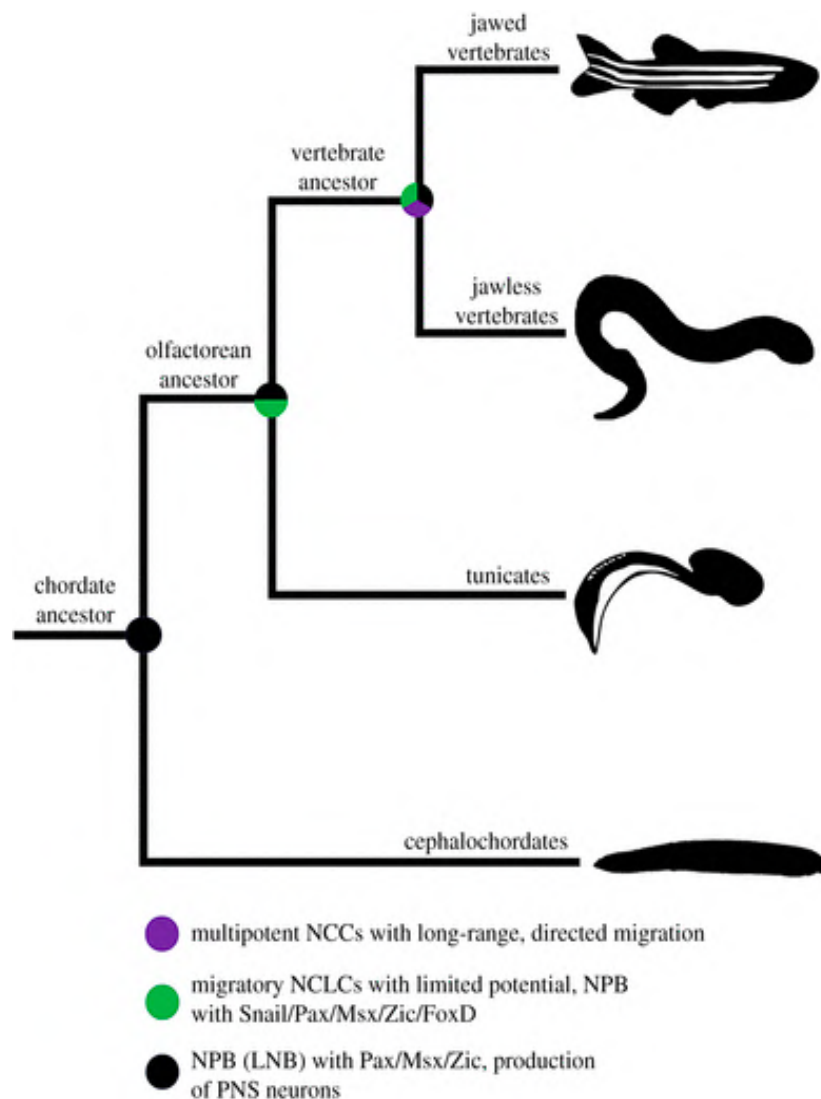 jawed
vertebrates
vertebrate
ancestor
jawless
vertebrates
olfactorean
ancestor
tunicates
chordate
ancestor
cephalochordates
multipotent NCCs with long-range, directed migration
migratory NCLCs with limited potential, NPB
with Snail/Pax/Msx/Zic/FoxD
NPB (LNB) with Pax/Msx/Zic, production
of PNS neurons